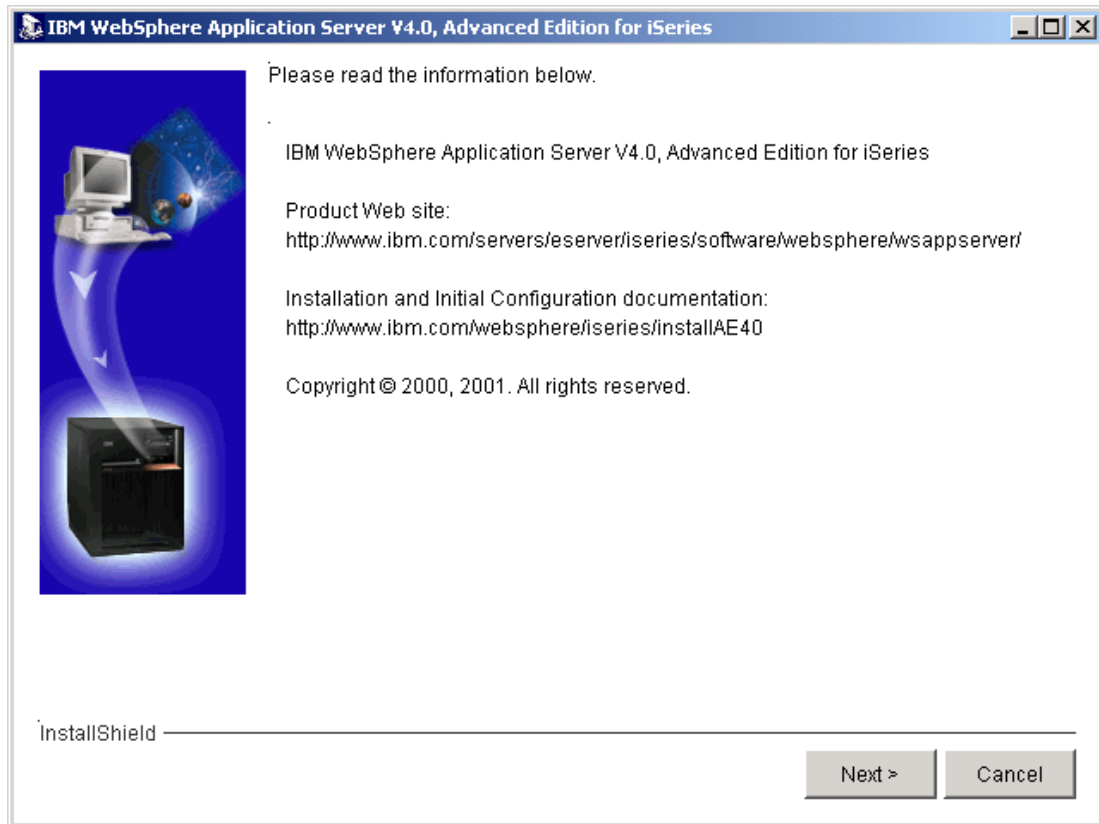 IBM WebSphere Application Server V4.0, Advanced Edition for iSeries
Please read the information below.
IBM WebSphere Application Server V4.0, Advanced Edition for iSeries
Product Web site:
http://www.ibm.com/servers/eserver/iseries/software/websphere/wsappserver/
Installation and Initial Configuration documentation:
http://www.ibm.com/websphere/iseries/installAE40
Copyright © 2000, 2001. All rights reserved.
InstallShield
Next >
Cancel